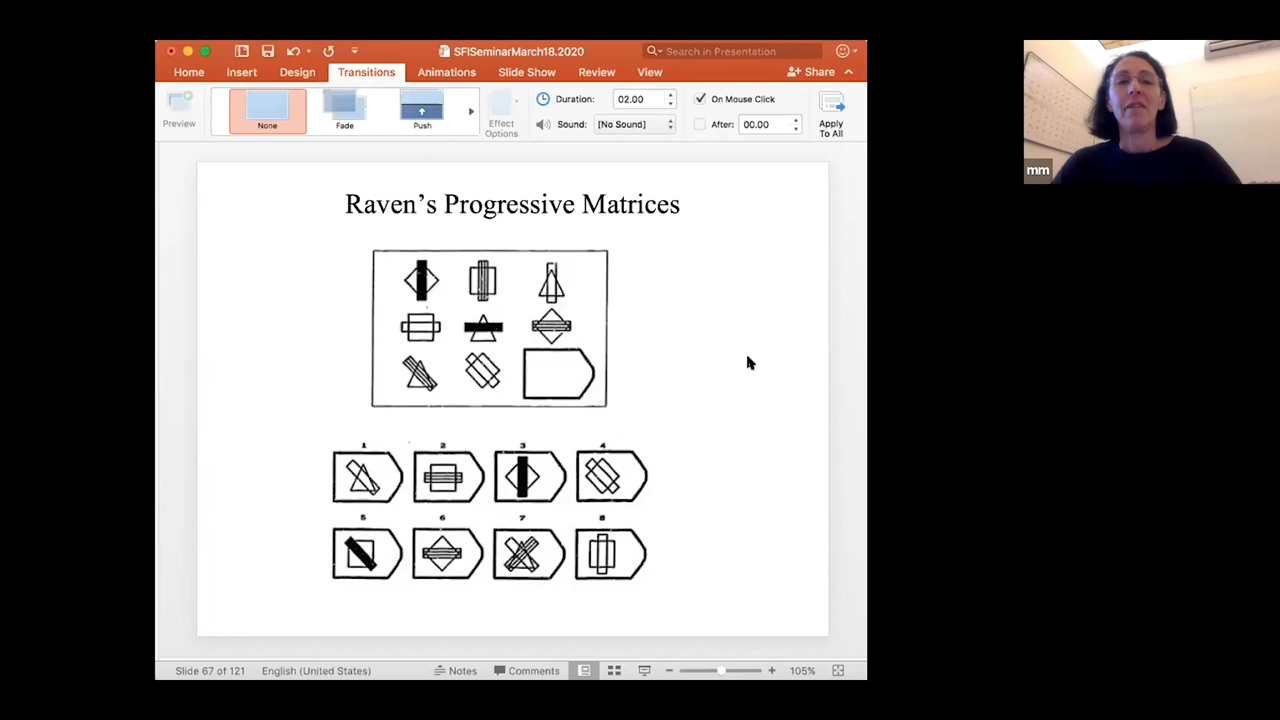 SFISeminarMarch18.2020
Search in Presentation
Home Insert Design Transitions Animations Slide Show Review View Share
Preview
None
Fade
Push
Effect
Options
Duration: 02.00
Sound: [No Sound]
On Mouse Click
After: 00.00
Apply
To All
mm
Raven's Progressive Matrices
1 2 3 4
5 6 7 8
Slide 67 of 121 English (United States) Notes Comments 105%